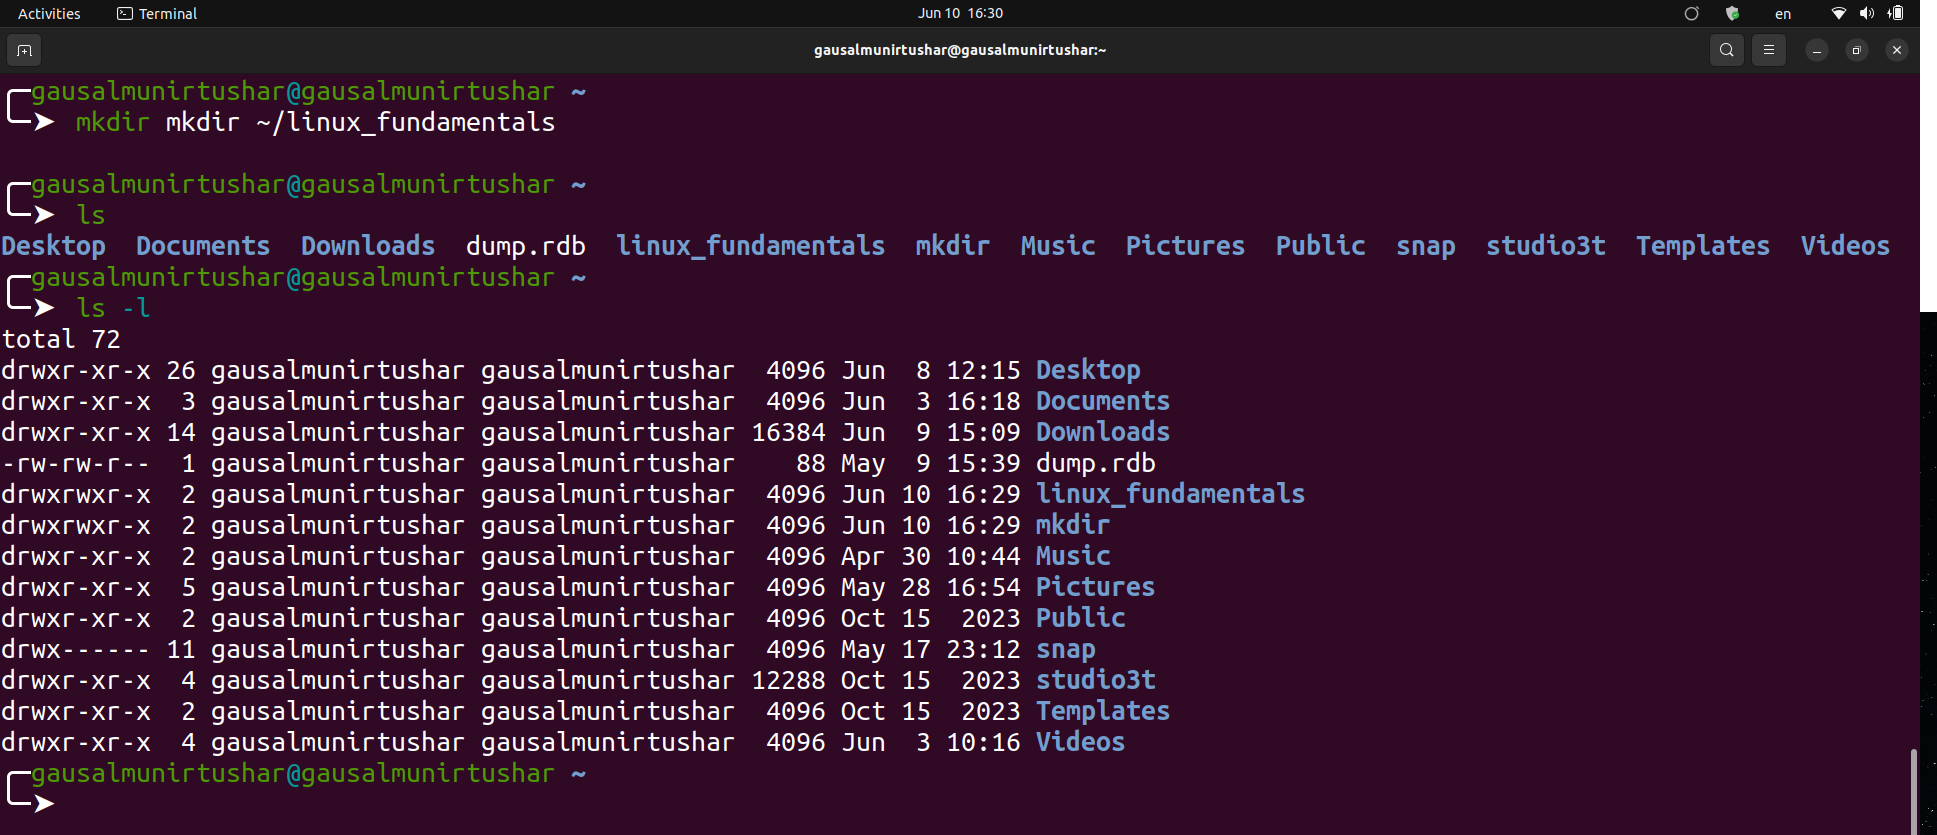 Activities Terminal Jun 10 16:30 en
gausalmunirtushar@gausalmunirtushar:~
gausalmunirtushar@gausalmunirtushar ~
mkdir mkdir ~/linux_fundamentals
gausalmunirtushar@gausalmunirtushar ~
ls
Desktop Documents Downloads dump.rdb linux_fundamentals mkdir Music Pictures Public snap studio3t Templates Videos
gausalmunirtushar@gausalmunirtushar ~
ls -l
total 72
drwxr-xr-x 26 gausalmunirtushar gausalmunirtushar 4096 Jun 8 12:15 Desktop
drwxr-xr-x 3 gausalmunirtushar gausalmunirtushar 4096 Jun 3 16:18 Documents
drwxr-xr-x 14 gausalmunirtushar gausalmunirtushar 16384 Jun 9 15:09 Downloads
-rw-rw-r-- 1 gausalmunirtushar gausalmunirtushar 88 May 9 15:39 dump.rdb
drwxrwxr-x 2 gausalmunirtushar gausalmunirtushar 4096 Jun 10 16:29 linux_fundamentals
drwxrwxr-x 2 gausalmunirtushar gausalmunirtushar 4096 Jun 10 16:29 mkdir
drwxr-xr-x 2 gausalmunirtushar gausalmunirtushar 4096 Apr 30 10:44 Music
drwxr-xr-x 5 gausalmunirtushar gausalmunirtushar 4096 May 28 16:54 Pictures
drwxr-xr-x 2 gausalmunirtushar gausalmunirtushar 4096 Oct 15 2023 Public
drwx------ 11 gausalmunirtushar gausalmunirtushar 4096 May 17 23:12 snap
drwxr-xr-x 4 gausalmunirtushar gausalmunirtushar 12288 Oct 15 2023 studio3t
drwxr-xr-x 2 gausalmunirtushar gausalmunirtushar 4096 Oct 15 2023 Templates
drwxr-xr-x 4 gausalmunirtushar gausalmunirtushar 4096 Jun 3 10:16 Videos
gausalmunirtushar@gausalmunirtushar ~